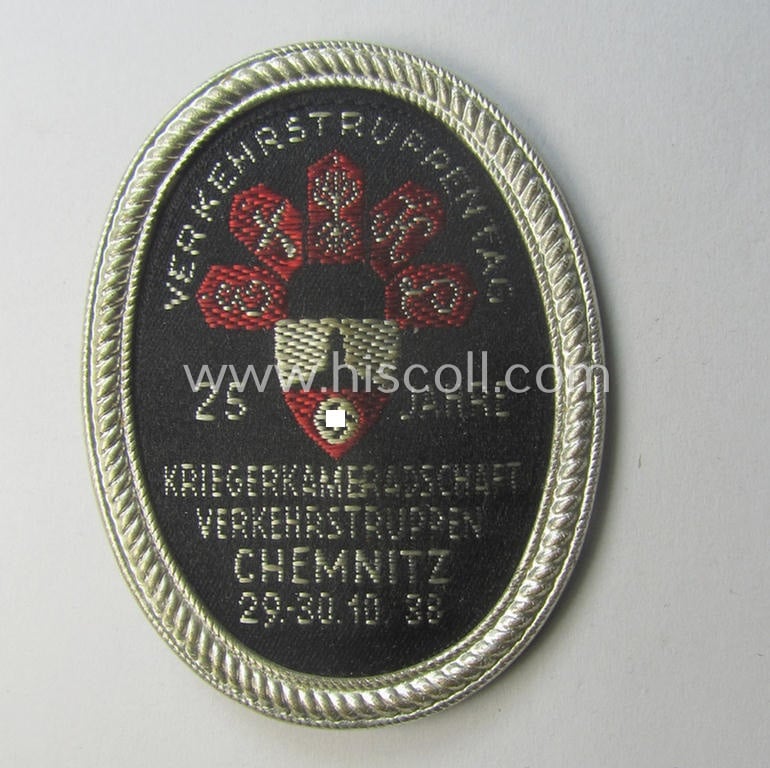 VERKEHRSTRUPPENTAG
25 JAHRE
KRIEGERKAMERADSCHAFT
VERKEHRSTRUPPEN
CHEMNITZ
29.-30.10.38
www.hiscoll.com